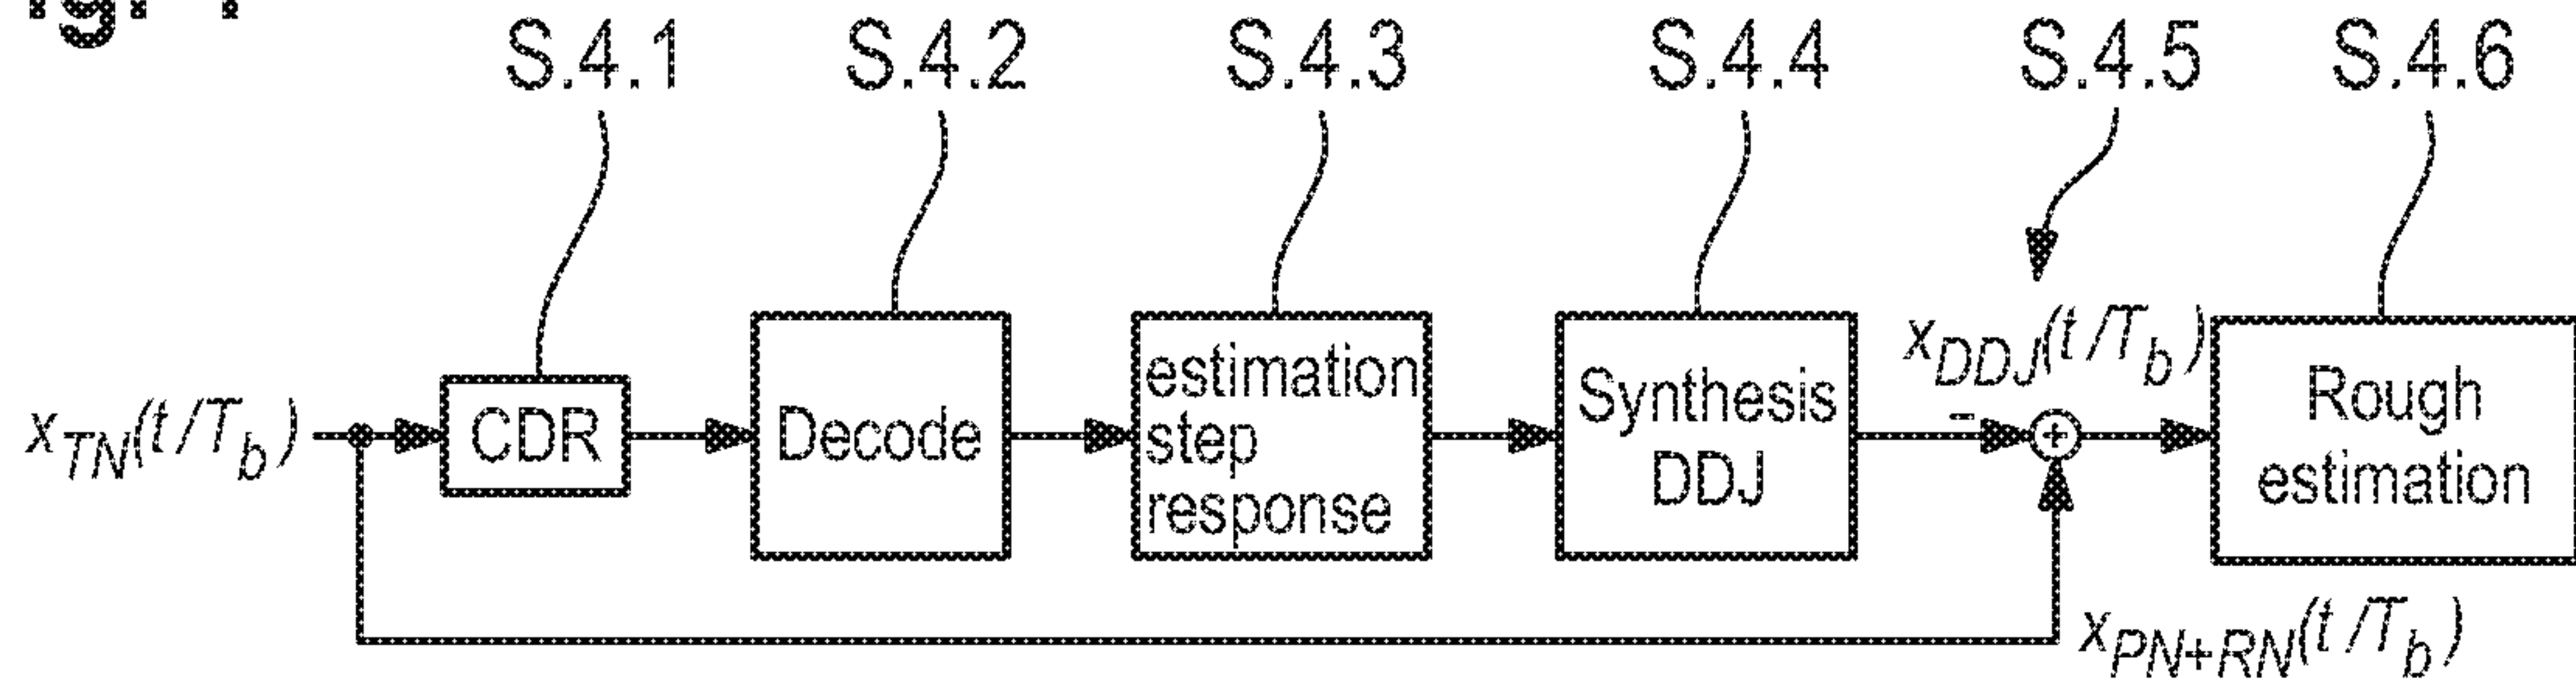 S.4.1 S.4.2 S.4.3 S.4.4 S.4.5 S.4.6
x_TN(t/T_b)
CDR
Decode
estimation
step
response
Synthesis
DDJ
x_DDJ(t/T_b)
-
+
Rough
estimation
x_PN+RN(t/T_b)